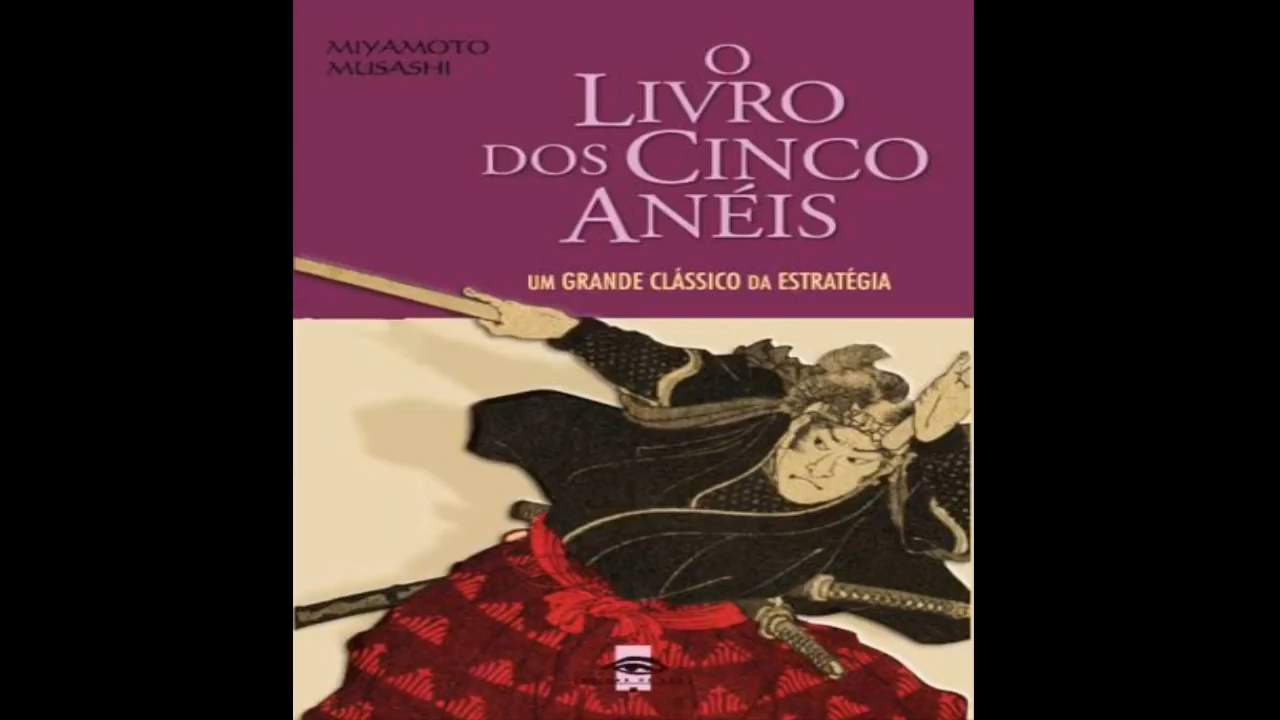 MIYAMOTO
MUSASHI
O
LIVRO
DOS CINCO
ANÉIS
UM GRANDE CLÁSSICO DA ESTRATÉGIA